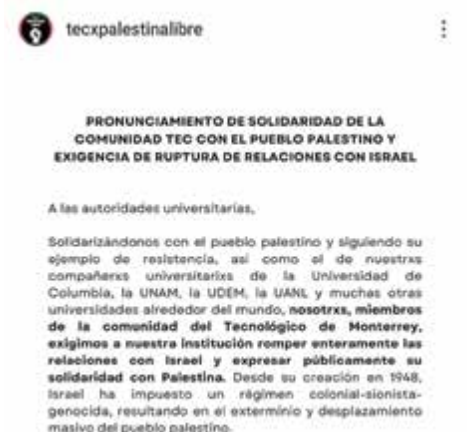 tecxpalestinalibre
PRONUNCIAMIENTO DE SOLIDARIDAD DE LA
COMUNIDAD TEC CON EL PUEBLO PALESTINO Y
EXIGENCIA DE RUPTURA DE RELACIONES CON ISRAEL
A las autoridades universitarias,
Solidarizándonos con el pueblo palestino y siguiendo su
ejemplo de resistencia, así como el de nuestrxs
compañerxs universitarixs de la Universidad de
Columbia, la UNAM, la UDEM, la UANL y muchas otras
universidades alrededor del mundo, nosotrxs, miembros
de la comunidad del Tecnológico de Monterrey,
exigimos a nuestra institución romper enteramente las
relaciones con Israel y expresar públicamente su
solidaridad con Palestina. Desde su creación en 1948,
Israel ha impuesto un régimen colonial-sionista-
genocida, resultando en el exterminio y desplazamiento
masivo del pueblo palestino.